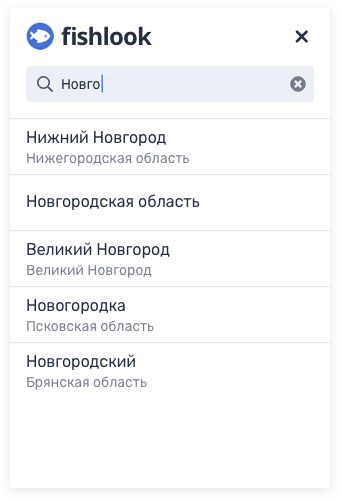 fishlook
Новго
Нижний Новгород
Нижегородская область
Новгородская область
Великий Новгород
Великий Новгород
Новогородка
Псковская область
Новгородский
Брянская область